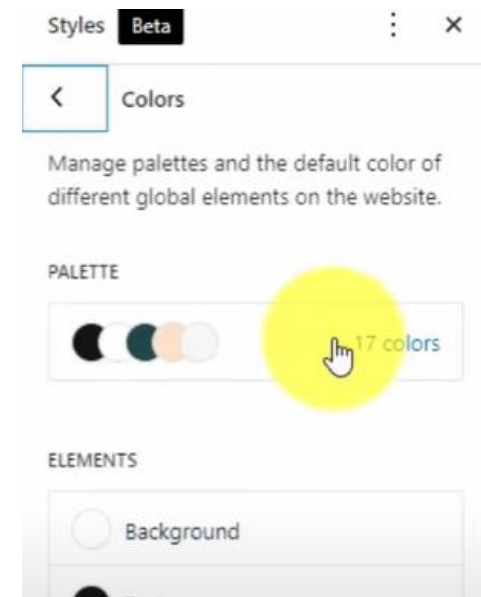 Styles Beta
Colors
Manage palettes and the default color of
different global elements on the website.
PALETTE
17 colors
ELEMENTS
Background